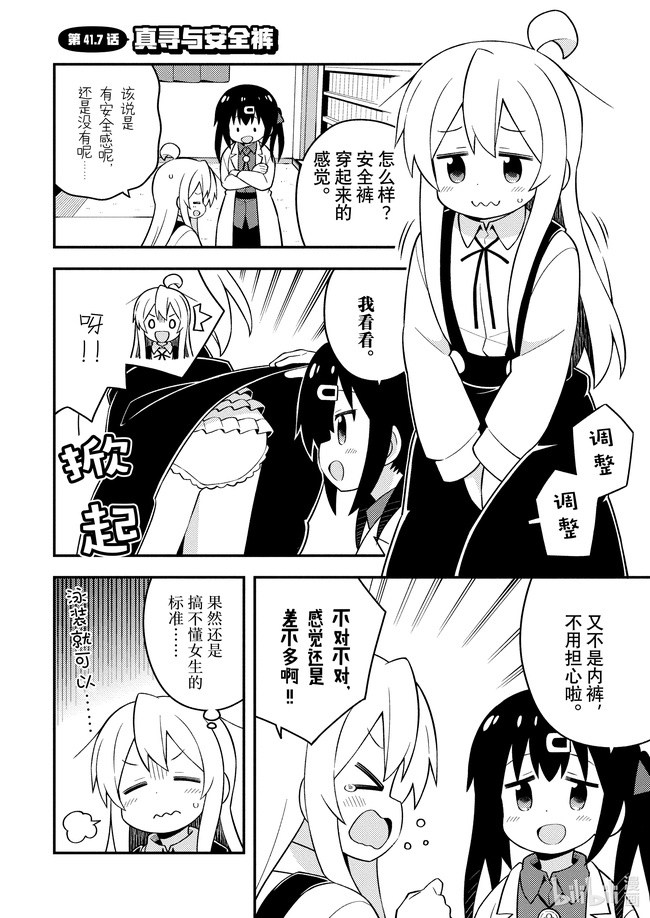 第 41.7 话
真寻与安全裤
怎么样?
安全裤
穿起来的
感觉。
该说是
有安全感呢,
还是没有呢……
调整
调整
我看看。
呀!!
掀起
又不是内裤,
不用担心啦。
不对不对,
感觉还是
差不多啊!!
果然还是
搞不懂女生的
标准……
泳装就可以……
bilibili
漫画